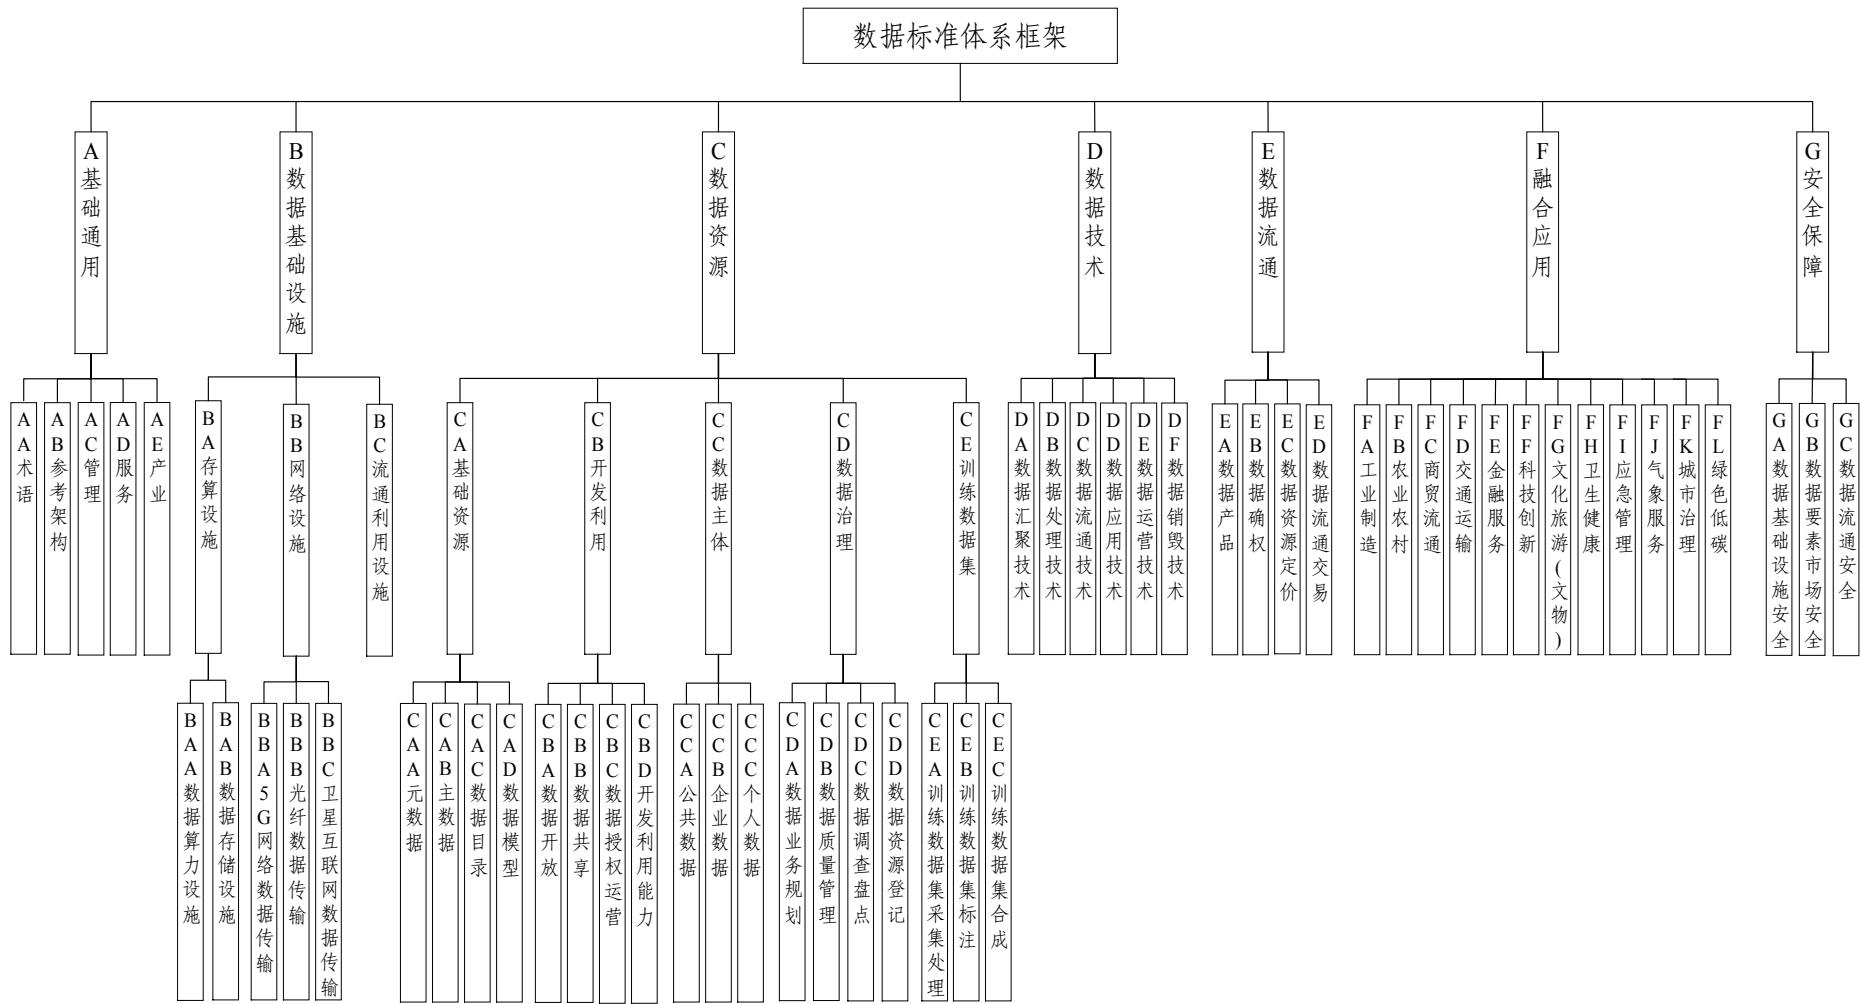 数据标准体系框架
A基础通用
B数据基础设施
C数据资源
D数据技术
E数据流通
F融合应用
G安全保障
AA术语
AB参考架构
AC管理
AD服务
AE产业
BA存算设施
BB网络设施
BC流通利用设施
CA基础资源
CB开发利用
CC数据主体
CD数据治理
CE训练数据集
DA数据汇聚技术
DB数据处理技术
DC数据流通技术
DD数据应用技术
DE数据运营技术
DF数据销毁技术
EA数据产品
EB数据确权
EC数据资源定价
ED数据流通交易
FA工业制造
FB农业农村
FC商贸流通
FD交通运输
FE金融服务
FF科技创新
FG文化旅游(文物)
FH卫生健康
FI应急管理
FJ气象服务
FK城市治理
FL绿色低碳
GA数据基础设施安全
GB数据要素市场安全
GC数据流通安全
BAA数据算力设施
BAB数据存储设施
BBA5G网络数据传输
BBB光纤数据传输
BBC卫星互联网数据传输
CAA元数据
CAB主数据
CAC数据目录
CAD数据模型
CBA数据开放
CBB数据共享
CBC数据授权运营
CBD开发利用能力
CCA公共数据
CCB企业数据
CCC个人数据
CDA数据业务规划
CDB数据质量管理
CDC数据调查盘点
CDD数据资源登记
CEA训练数据集采集处理
CEB训练数据集标注
CEC训练数据集合成